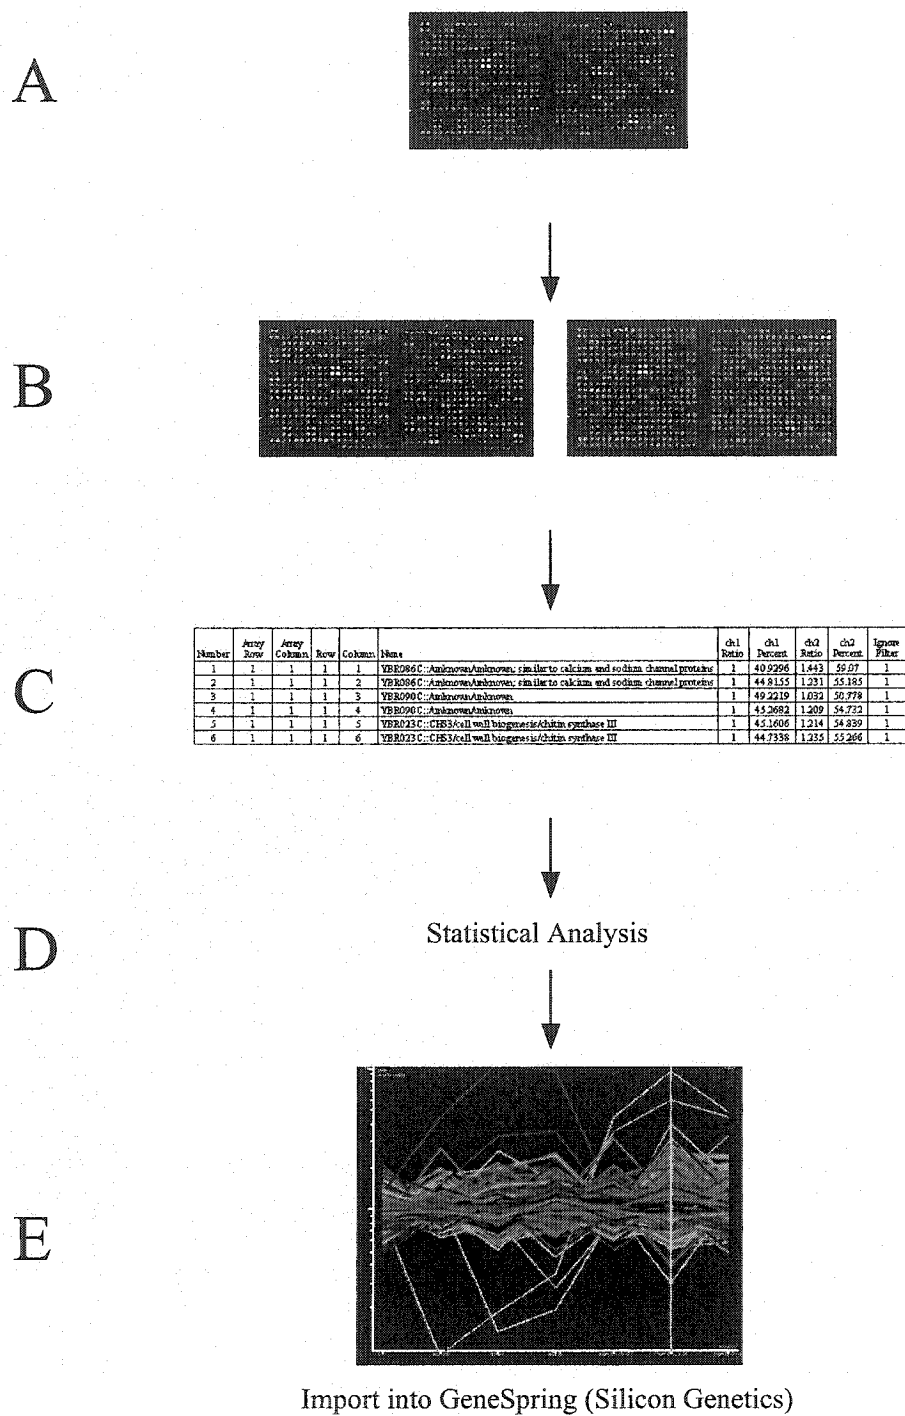 A
B
C
Number Array Row Array Column Row Column Name ch1 Ratio ch1 Percent ch2 Ratio ch2 Percent Ignore Filter
1 1 1 1 1 YBR086C::Unknown/unknown; similar to calcium and sodium channel proteins 1 40.9296 1.443 59.07 1
2 1 1 1 2 YBR086C::Unknown/unknown; similar to calcium and sodium channel proteins 1 44.8155 1.231 55.185 1
3 1 1 1 3 YBR090C::Unknown/unknown 1 49.2219 1.032 50.778 1
4 1 1 1 4 YBR090C::Unknown/unknown 1 45.2682 1.209 54.732 1
5 1 1 1 5 YBR023C::CHS3/cell wall biogenesis/chitin synthase III 1 45.1606 1.214 54.839 1
6 1 1 1 6 YBR023C::CHS3/cell wall biogenesis/chitin synthase III 1 44.7338 1.235 55.266 1
D
Statistical Analysis
E
Import into GeneSpring (Silicon Genetics)